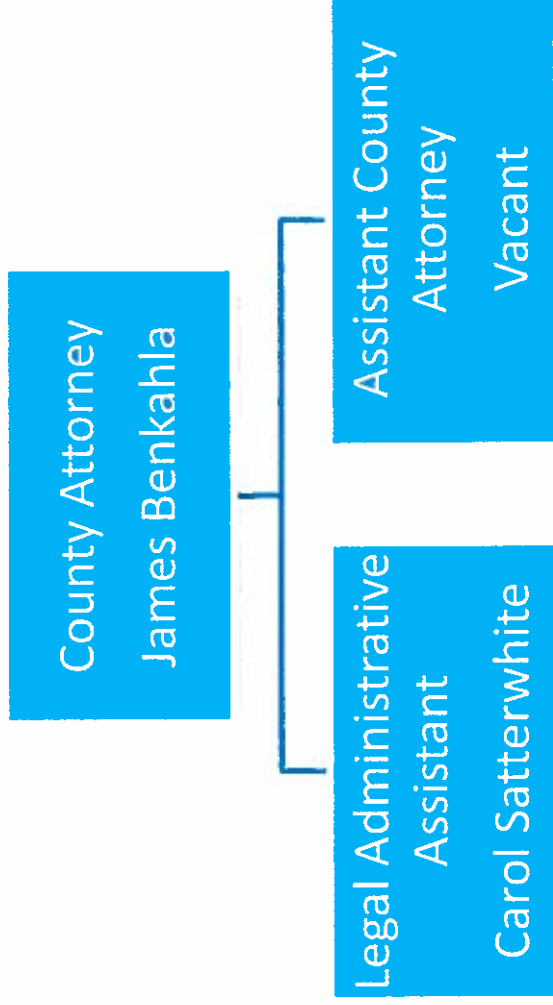 County Attorney
James Benkahla
Legal Administrative
Assistant
Carol Satterwhite
Assistant County
Attorney
Vacant